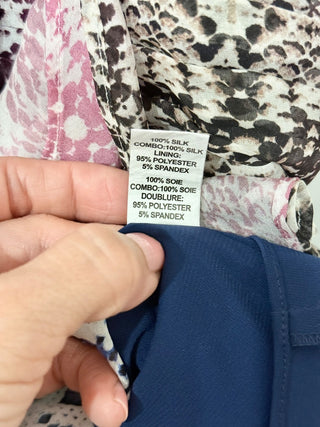 100% SILK
COMBO:100% SILK
LINING:
95% POLYESTER
5% SPANDEX
100% SOIE
COMBO:100% SOIE
DOUBLURE:
95% POLYESTER
5% SPANDEX